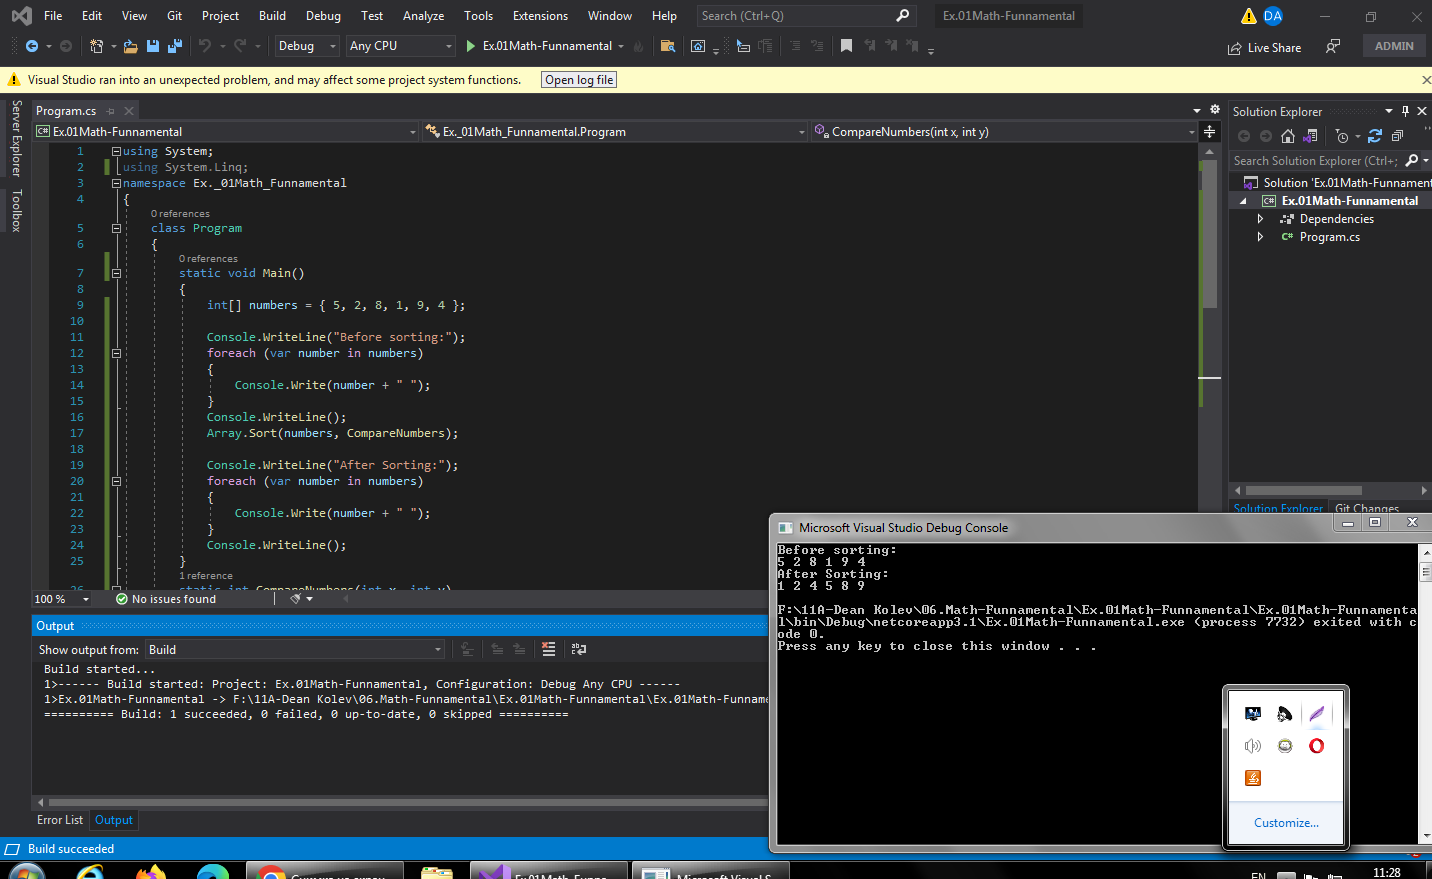 File Edit View Git Project Build Debug Test Analyze Tools Extensions Window Help Search (Ctrl+Q) Ex.01Math-Funnamental DA
Debug Any CPU Ex.01Math-Funnamental Live Share ADMIN
Visual Studio ran into an unexpected problem, and may affect some project system functions. Open log file
Server Explorer
Toolbox
Program.cs
Ex.01Math-Funnamental Ex._01Math_Funnamental.Program CompareNumbers(int x, int y)
1 using System;
2 using System.Linq;
3 namespace Ex._01Math_Funnamental
4 {
0 references
5 class Program
6 {
0 references
7 static void Main()
8 {
9 int[] numbers = { 5, 2, 8, 1, 9, 4 };
10
11 Console.WriteLine("Before sorting:");
12 foreach (var number in numbers)
13 {
14 Console.Write(number + " ");
15 }
16 Console.WriteLine();
17 Array.Sort(numbers, CompareNumbers);
18
19 Console.WriteLine("After Sorting:");
20 foreach (var number in numbers)
21 {
22 Console.Write(number + " ");
23 }
24 Console.WriteLine();
25 }
1 reference
26 static int CompareNumbers(int x, int y)
100 % No issues found
Solution Explorer
Search Solution Explorer (Ctrl+;
Solution 'Ex.01Math-Funnament
C# Ex.01Math-Funnamental
Dependencies
C# Program.cs
Solution Explorer Git Changes
Output
Show output from: Build
Build started...
1>------ Build started: Project: Ex.01Math-Funnamental, Configuration: Debug Any CPU ------
1>Ex.01Math-Funnamental -> F:\11A-Dean Kolev\06.Math-Funnamental\Ex.01Math-Funnamental\Ex.01Math-Funname
========== Build: 1 succeeded, 0 failed, 0 up-to-date, 0 skipped ==========
Error List Output
Build succeeded
Microsoft Visual Studio Debug Console
Before sorting:
5 2 8 1 9 4
After Sorting:
1 2 4 5 8 9
F:\11A-Dean Kolev\06.Math-Funnamental\Ex.01Math-Funnamental\Ex.01Math-Funnamenta
l\bin\Debug\netcoreapp3.1\Ex.01Math-Funnamental.exe (process 7732) exited with c
ode 0.
Press any key to close this window . . .
Customize...
Ex.01Math-Funna Microsoft Visual S EN 11:28